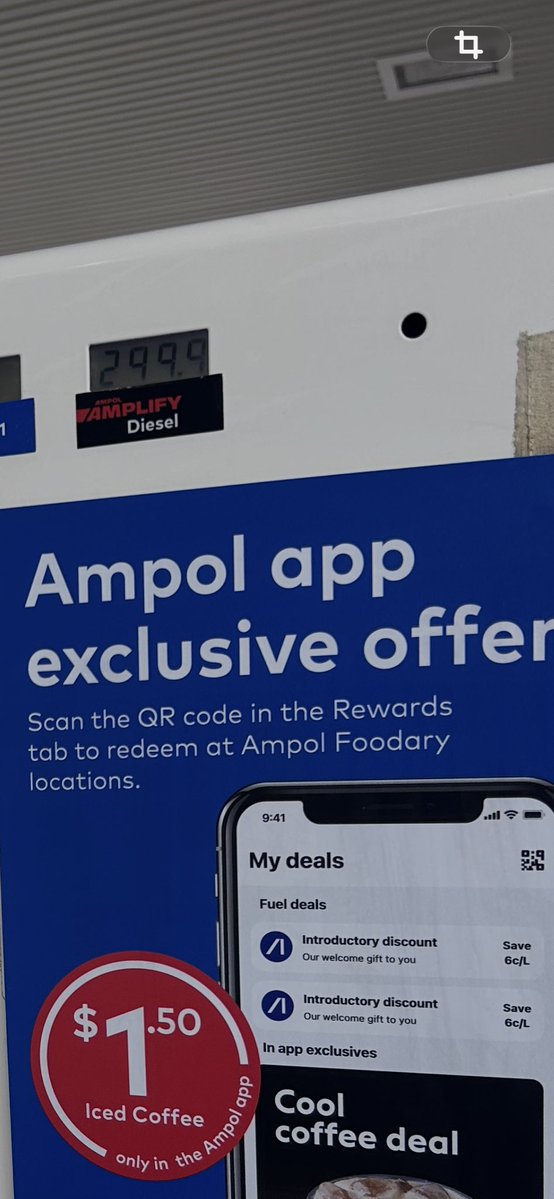 299.9
1
AMPOL
AMPLIFY
Diesel
Ampol app
exclusive offer
Scan the QR code in the Rewards
tab to redeem at Ampol Foodary
locations.
9:41
My deals
Fuel deals
Introductory discount
Our welcome gift to you
Save
6c/L
Introductory discount
Our welcome gift to you
Save
6c/L
In app exclusives
Cool
coffee deal
$1.50
Iced Coffee
only in the Ampol app